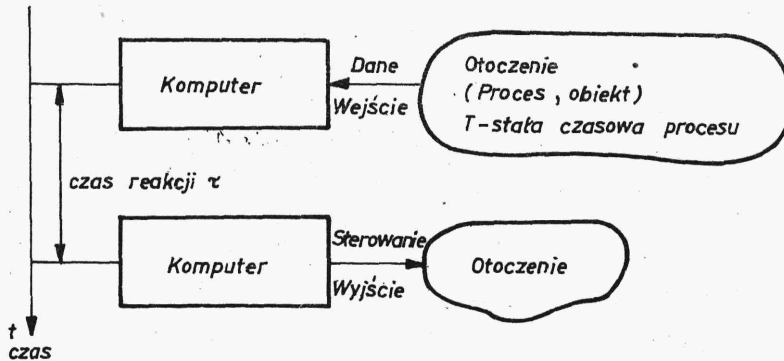 Komputer
Dane
Wejście
Otoczenie
(Proces, obiekt)
T-stała czasowa procesu
czas reakcji τ
Komputer
Sterowanie
Wyjście
Otoczenie
t
czas